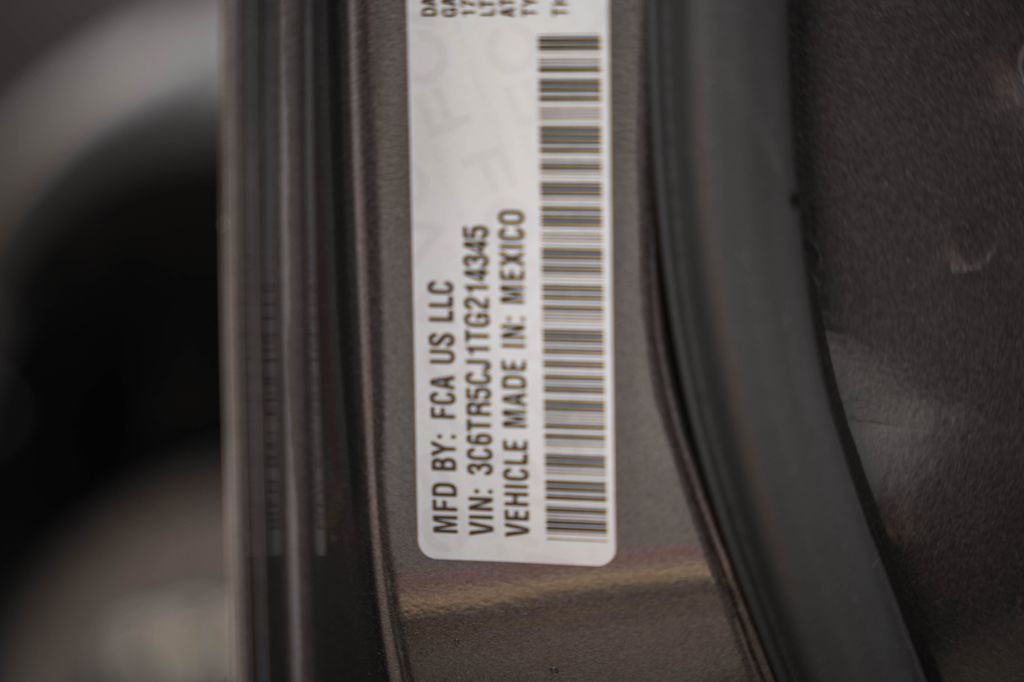 MFD BY: FCA US LLC
VIN: 3C6TR5CJ1TG214345
VEHICLE MADE IN: MEXICO